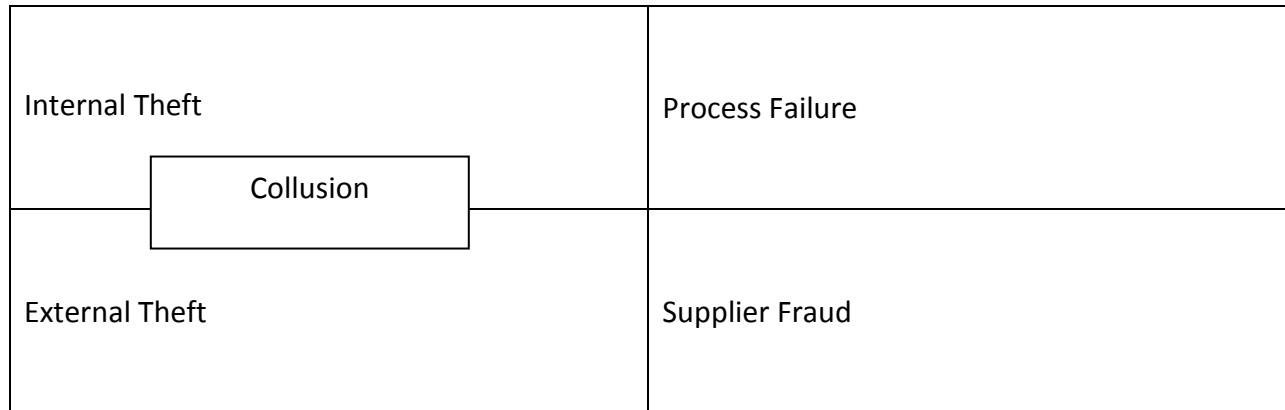 Internal Theft
Process Failure
Collusion
External Theft
Supplier Fraud